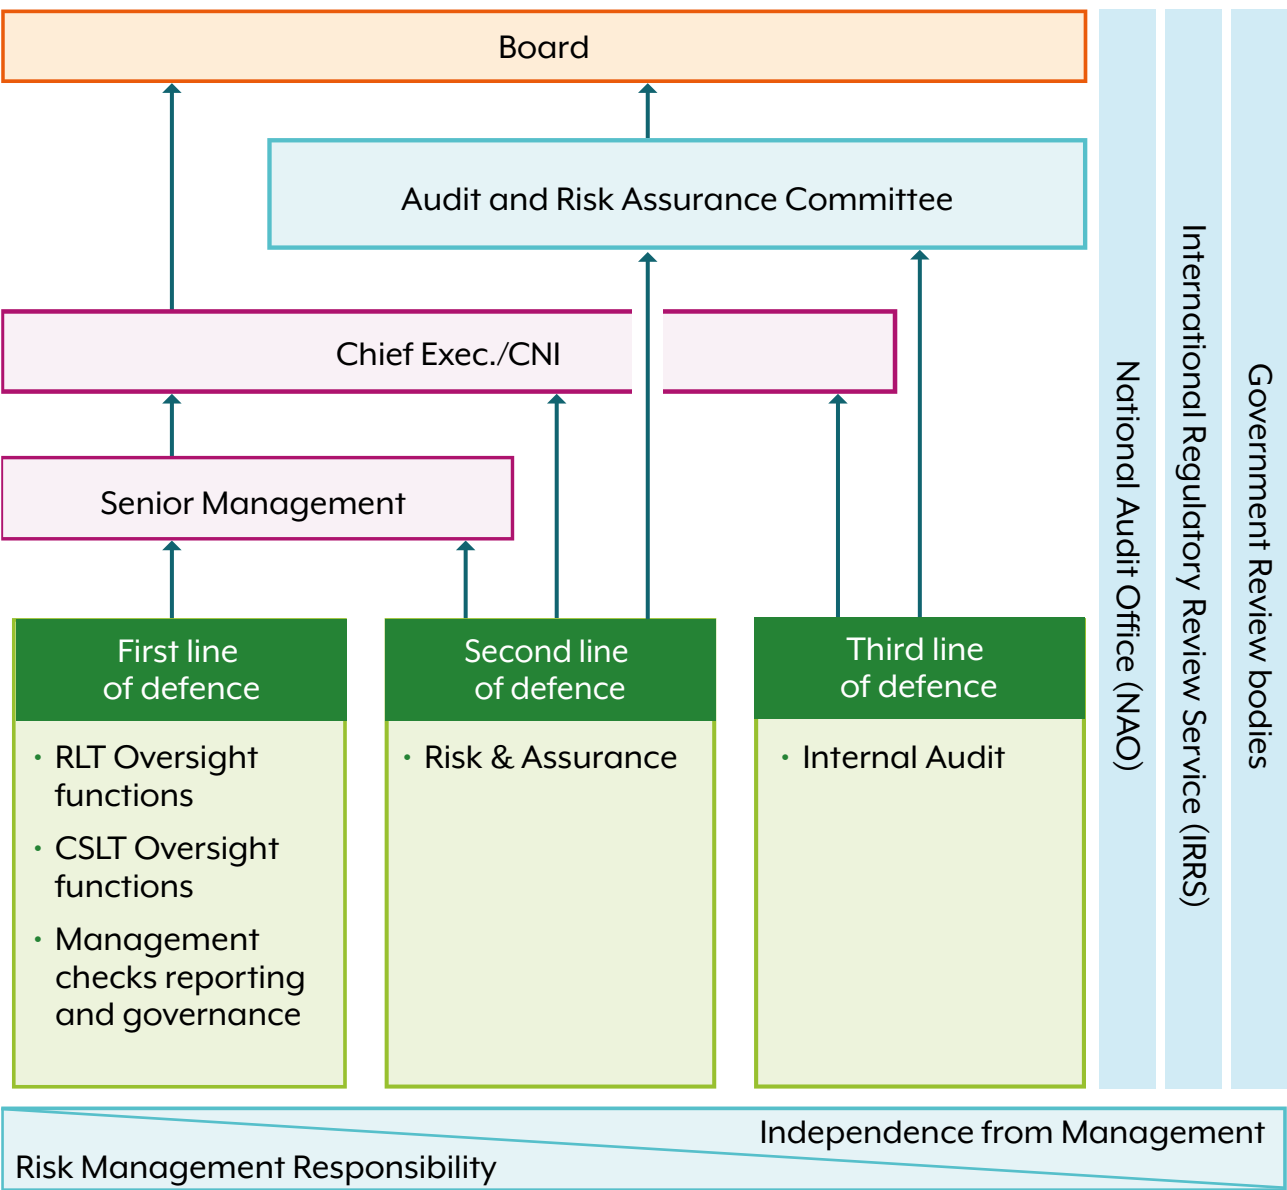 Board
Audit and Risk Assurance Committee
Chief Exec./CNI
Senior Management
First line
of defence
• RLT Oversight
functions
• CSLT Oversight
functions
• Management
checks reporting
and governance
Second line
of defence
• Risk & Assurance
Third line
of defence
• Internal Audit
National Audit Office (NAO)
International Regulatory Review Service (IRRS)
Government Review bodies
Independence from Management
Risk Management Responsibility